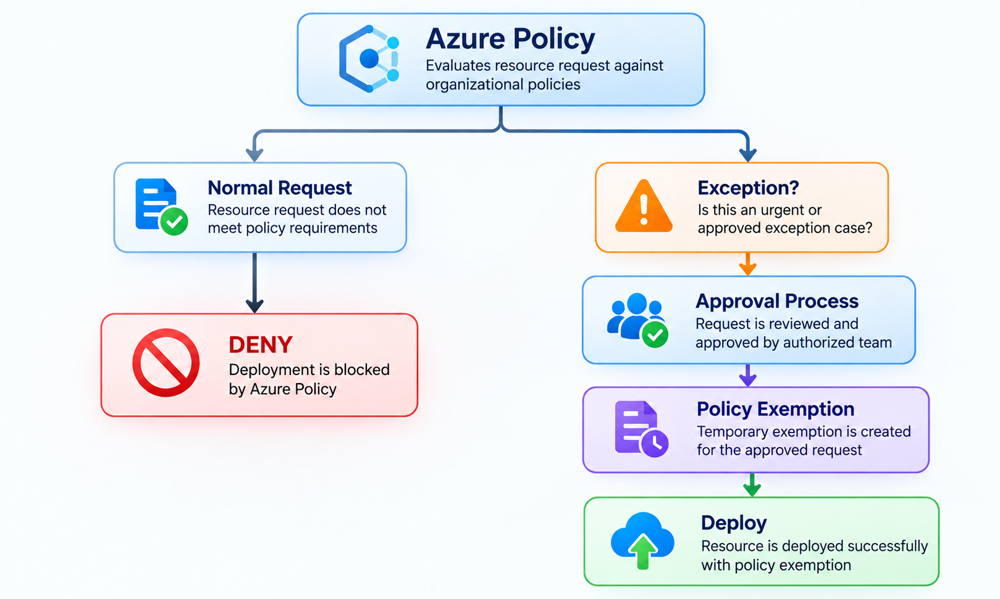 Azure Policy
Evaluates resource request against
organizational policies
Normal Request
Resource request does not
meet policy requirements
DENY
Deployment is blocked
by Azure Policy
Exception?
Is this an urgent or
approved exception case?
Approval Process
Request is reviewed and
approved by authorized team
Policy Exemption
Temporary exemption is created
for the approved request
Deploy
Resource is deployed successfully
with policy exemption